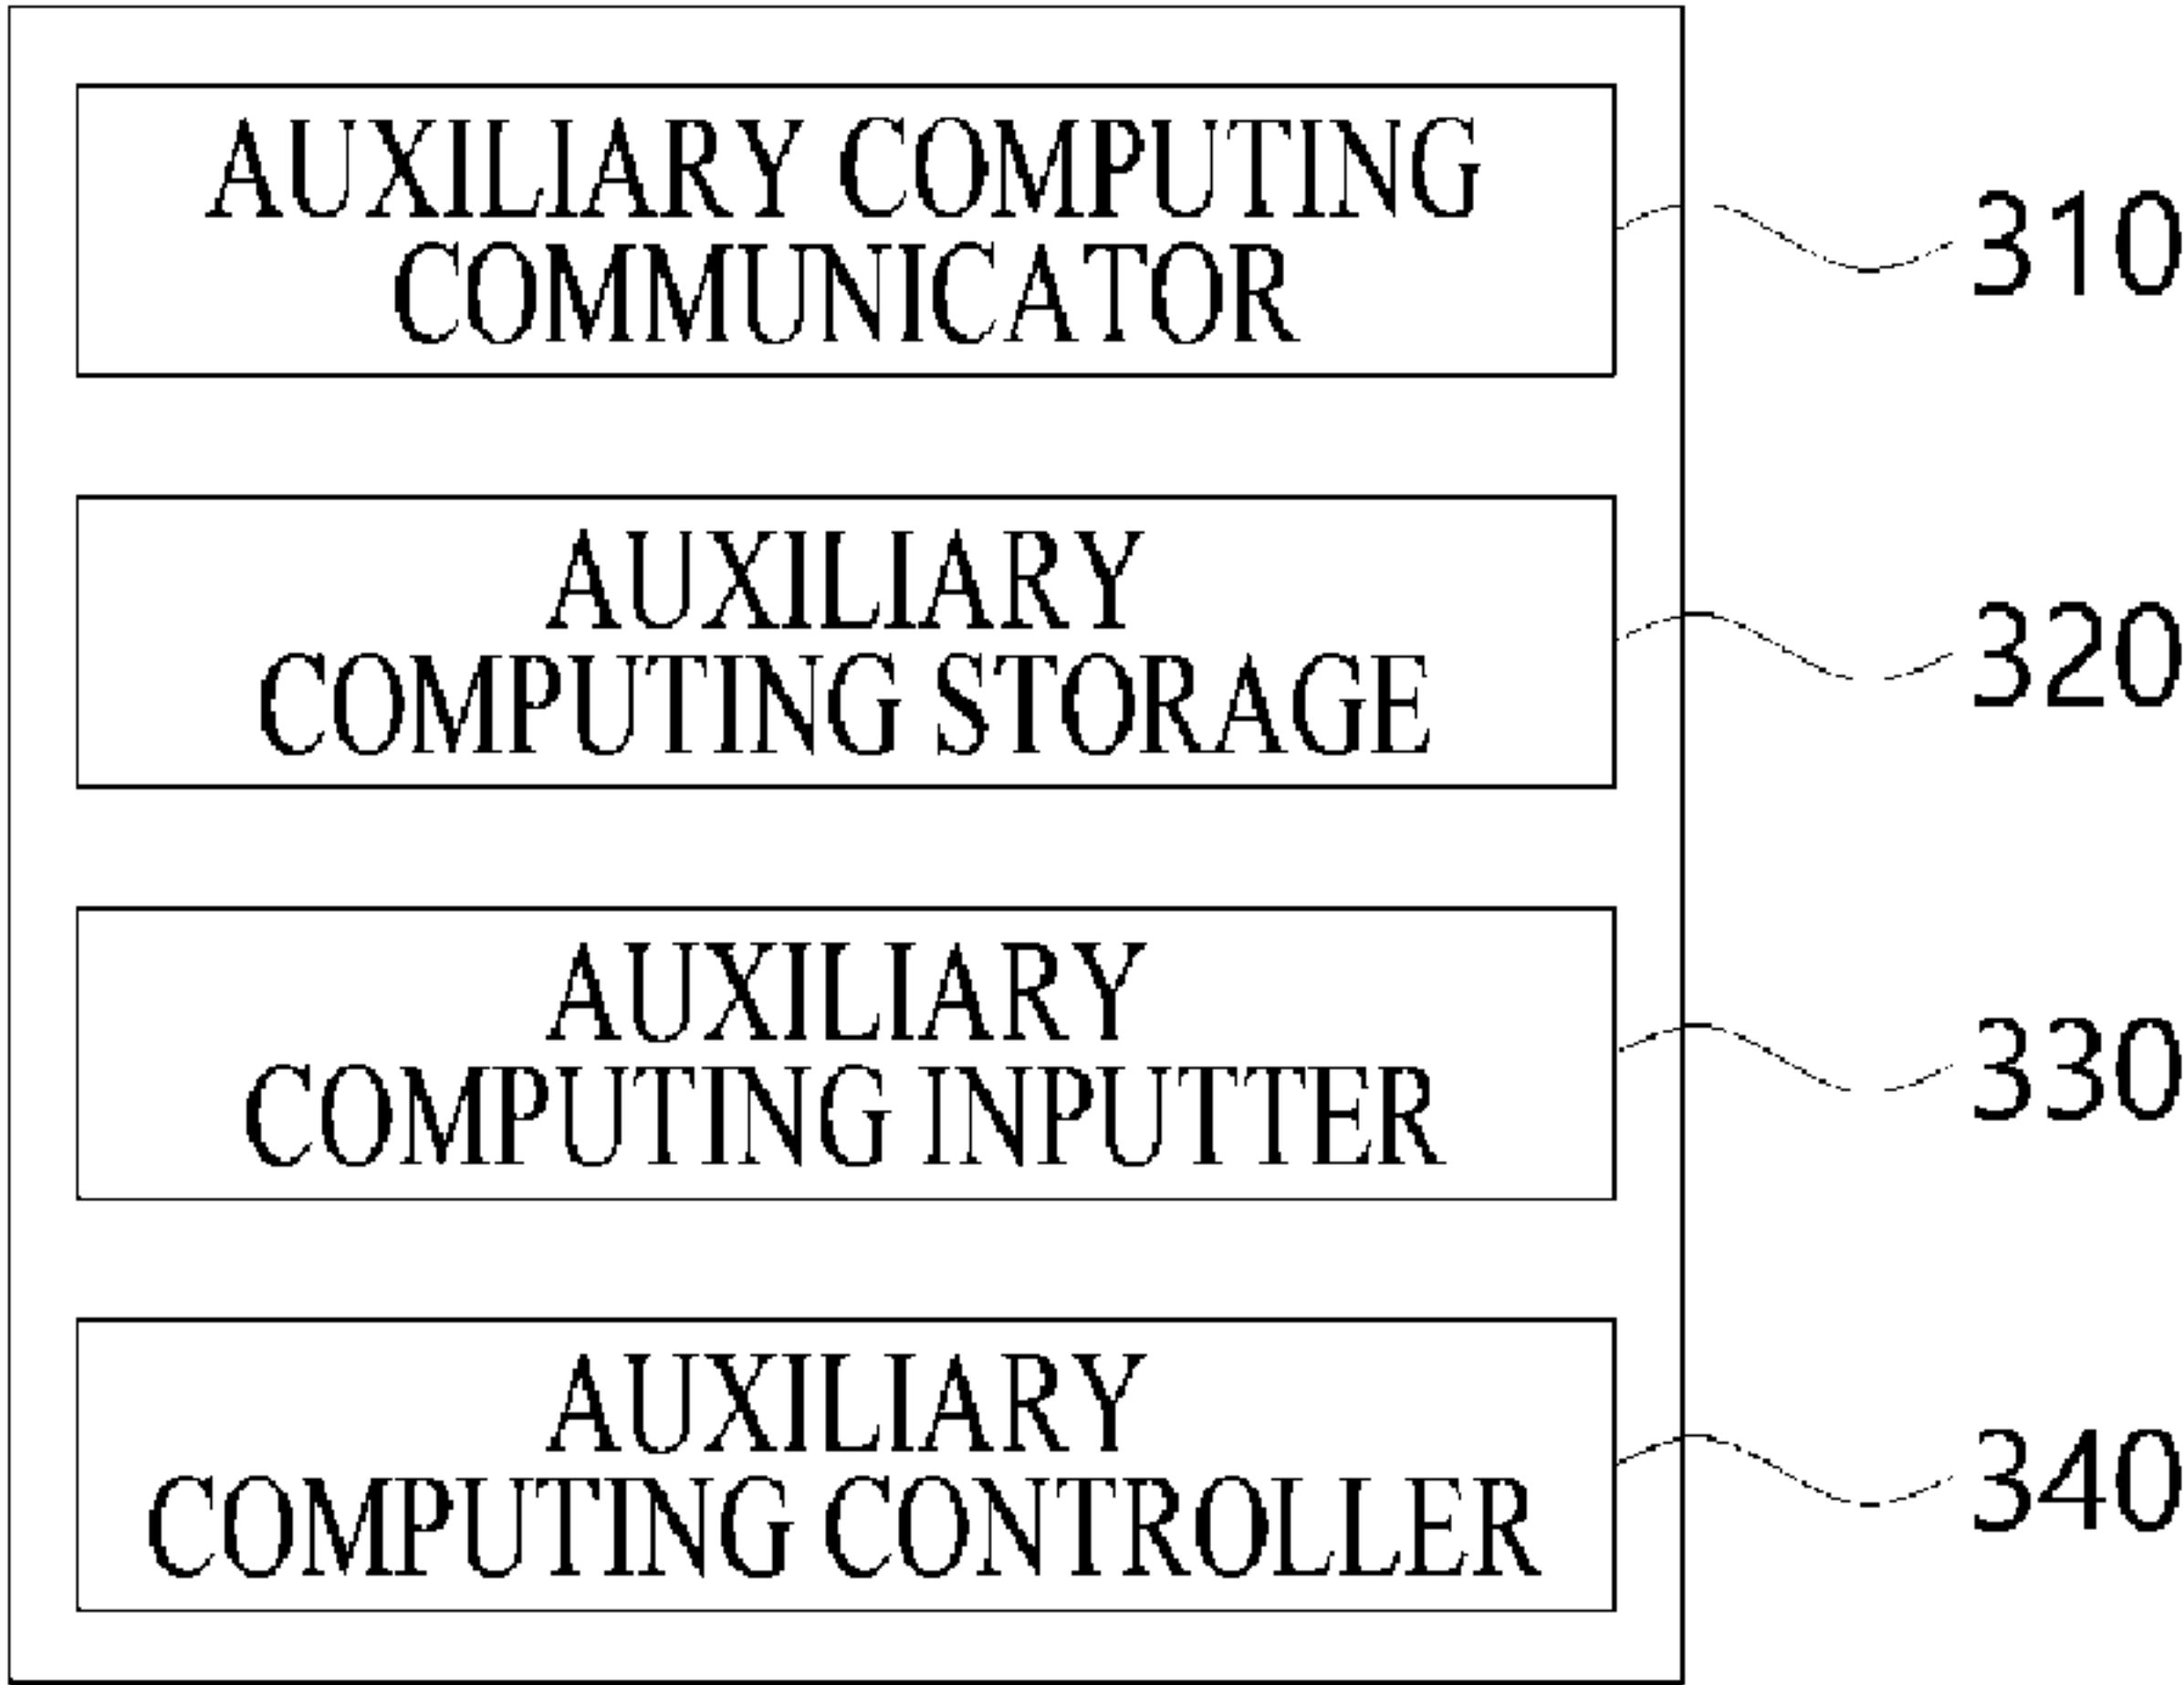 AUXILIARY COMPUTING
COMMUNICATOR
310
AUXILIARY
COMPUTING STORAGE
320
AUXILIARY
COMPUTING INPUTTER
330
AUXILIARY
COMPUTING CONTROLLER
340